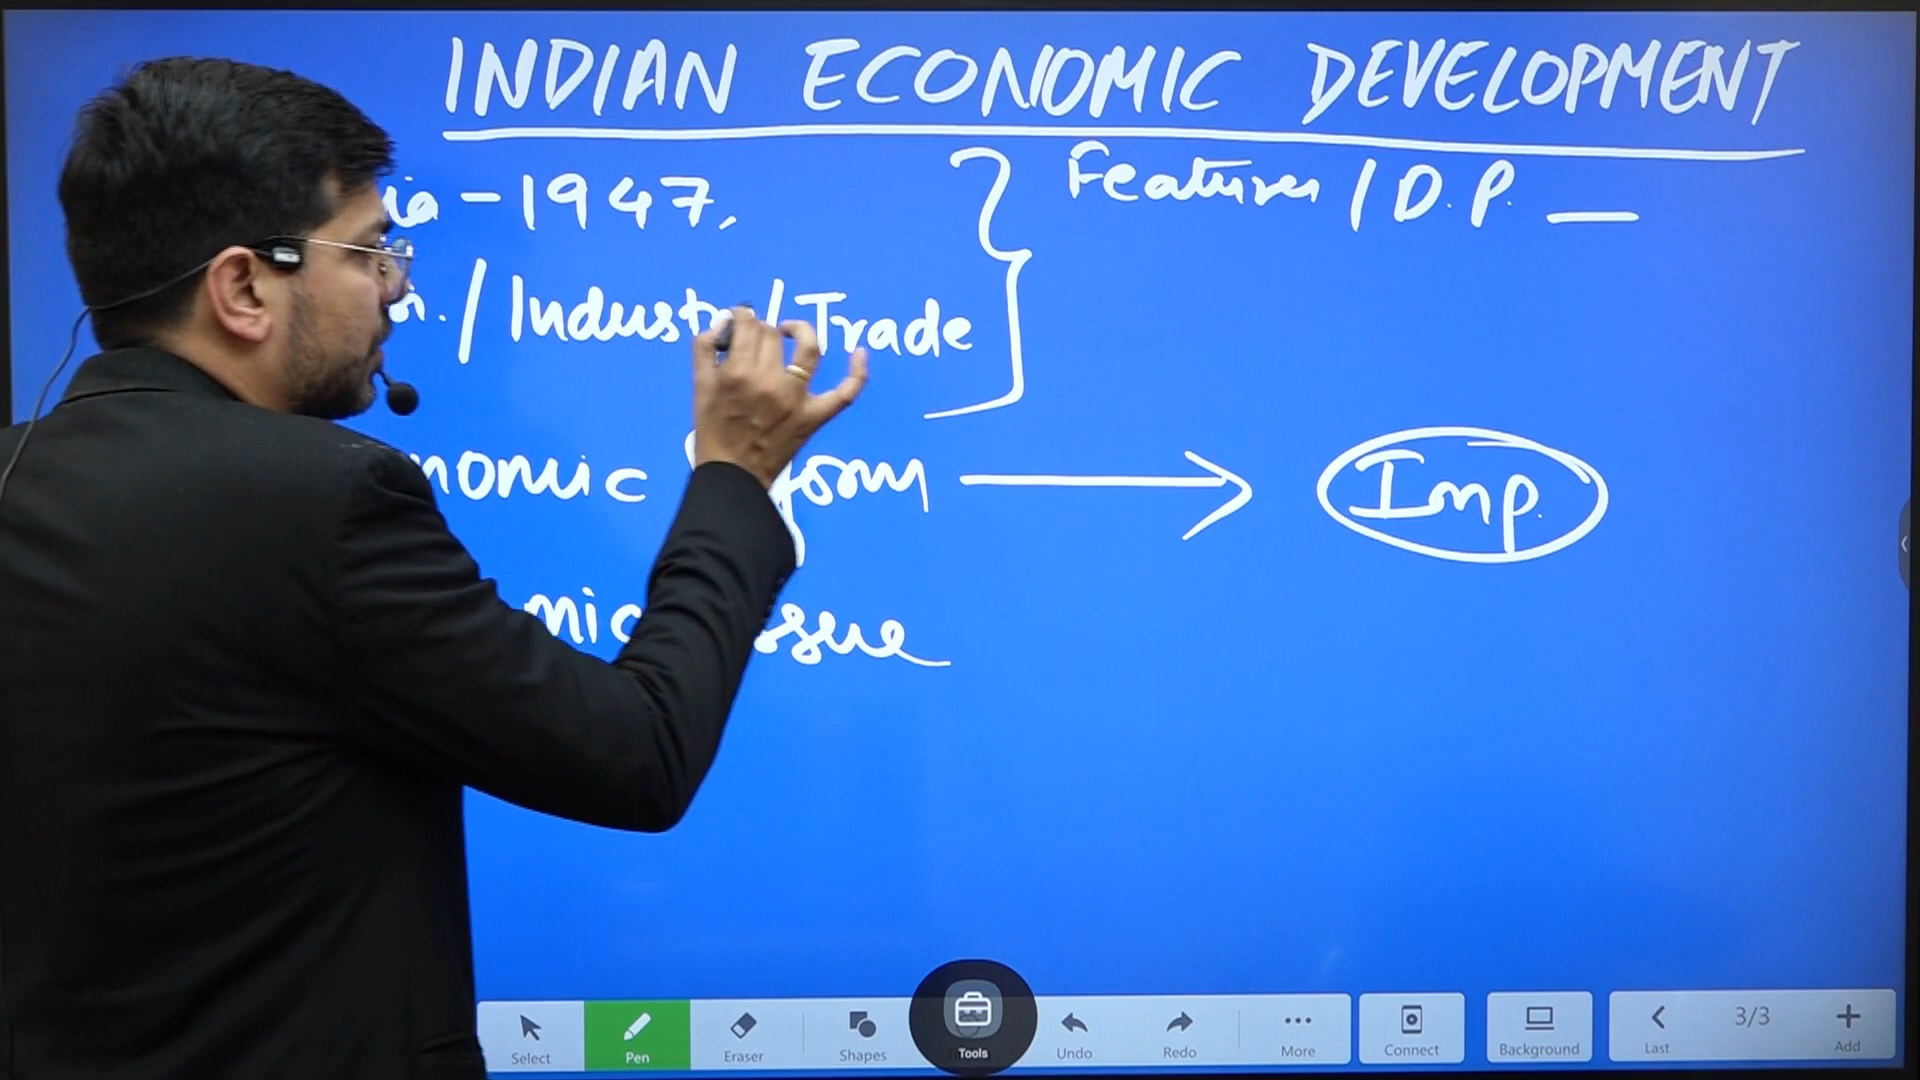 INDIAN ECONOMIC DEVELOPMENT
-1947, Features / D.P. —
/ Industry / Trade
Imp.
Select Pen Eraser Shapes Tools Undo Redo More Connect Background Last 3/3 Add